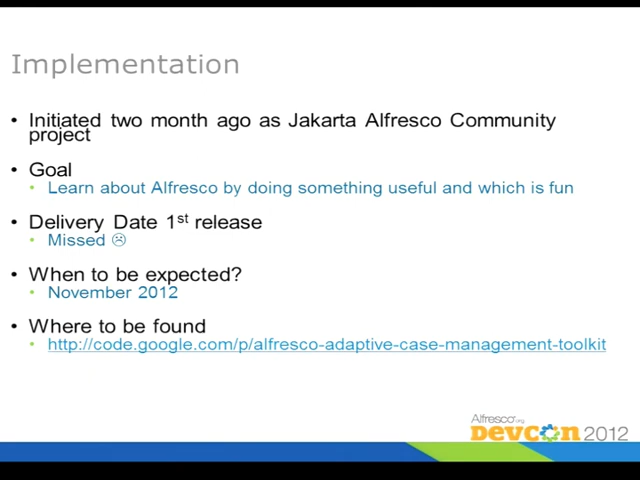 Implementation
• Initiated two month ago as Jakarta Alfresco Community
project
• Goal
• Learn about Alfresco by doing something useful and which is fun
• Delivery Date 1st release
• Missed ☹
• When to be expected?
• November 2012
• Where to be found
• http://code.google.com/p/alfresco-adaptive-case-management-toolkit
Alfresco.org
DEVCON 2012